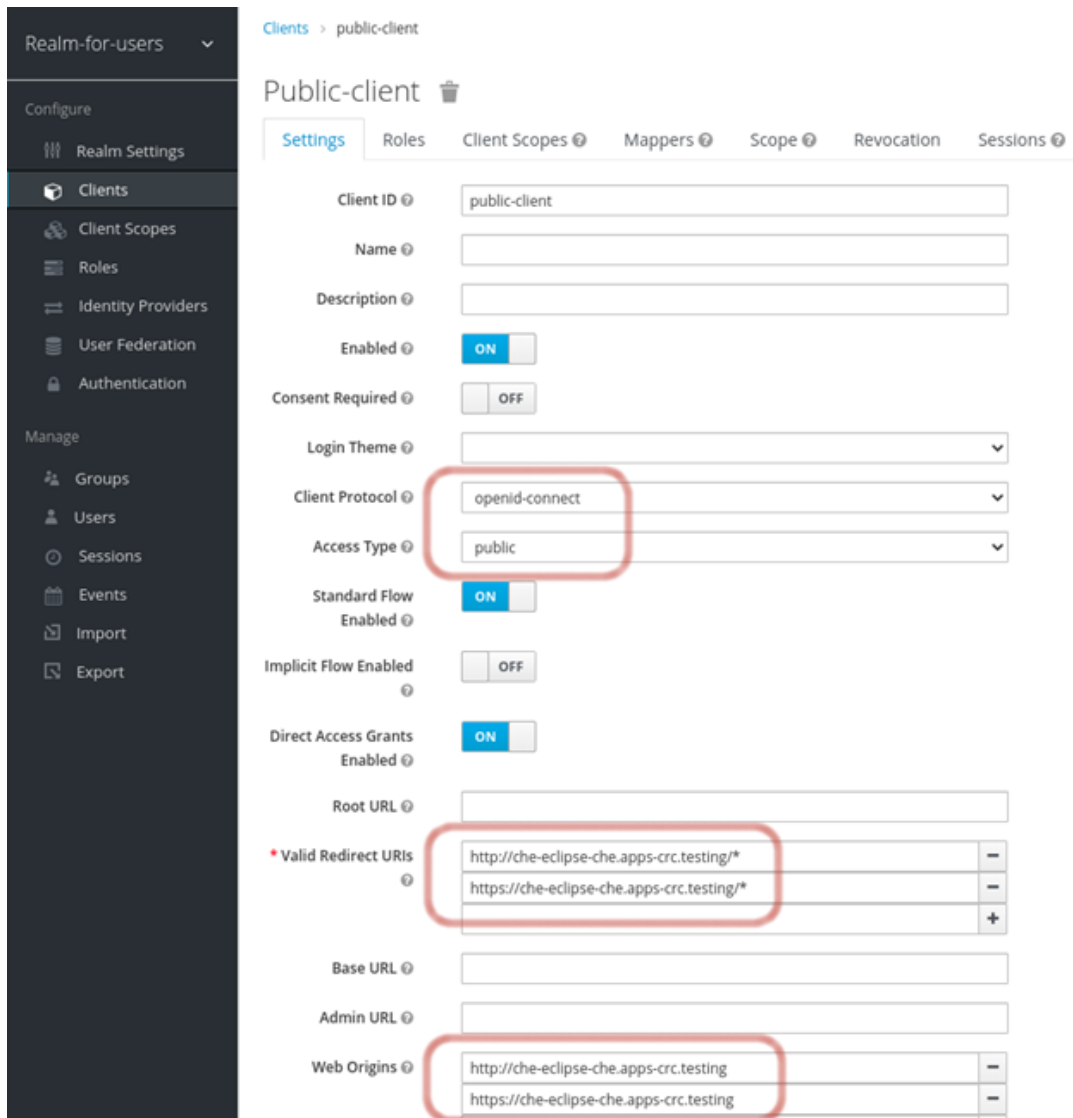 Realm-for-users
Configure
Realm Settings
Clients
Client Scopes
Roles
Identity Providers
User Federation
Authentication
Manage
Groups
Users
Sessions
Events
Import
Export
Clients > public-client
Public-client
Settings Roles Client Scopes Mappers Scope Revocation Sessions
Client ID public-client
Name
Description
Enabled ON
Consent Required OFF
Login Theme
Client Protocol openid-connect
Access Type public
Standard Flow ON
Enabled
Implicit Flow Enabled OFF
Direct Access Grants ON
Enabled
Root URL
* Valid Redirect URIs http://che-eclipse-che.apps-crc.testing/*
https://che-eclipse-che.apps-crc.testing/*
Base URL
Admin URL
Web Origins http://che-eclipse-che.apps-crc.testing
https://che-eclipse-che.apps-crc.testing